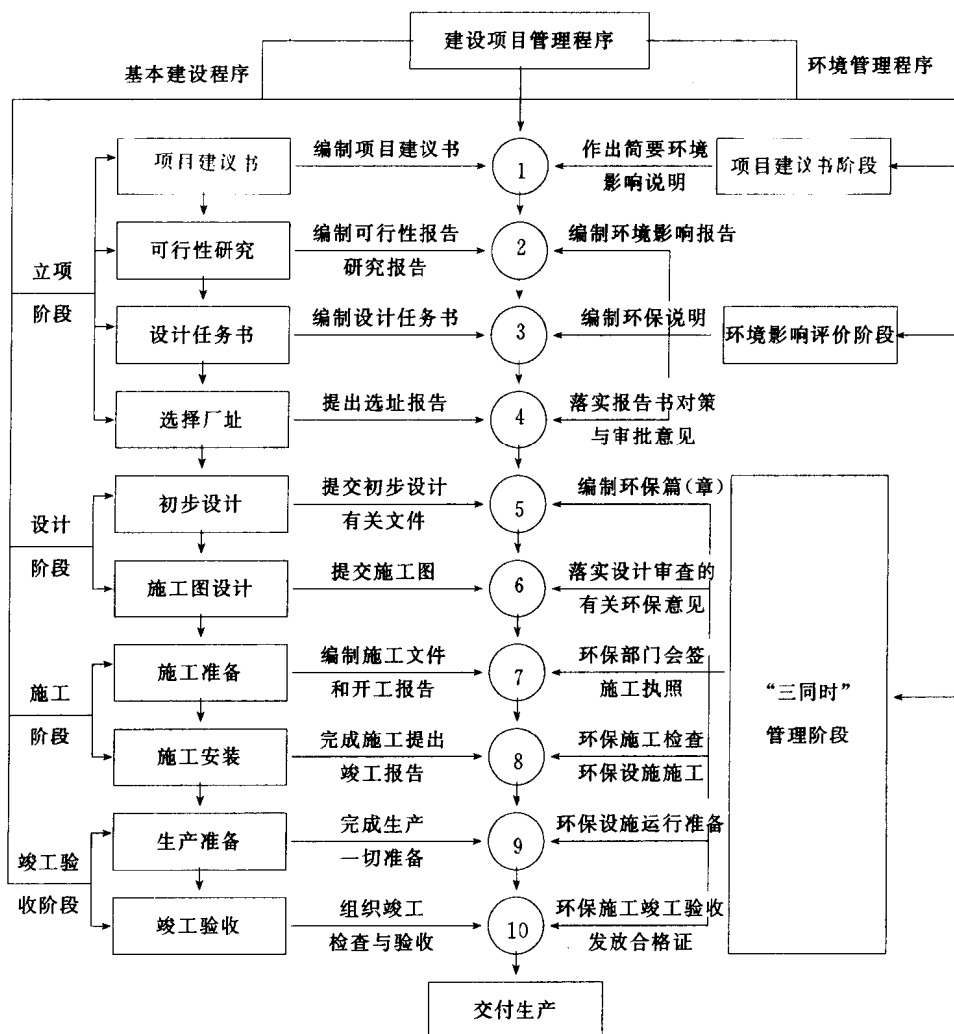 建设项目管理程序
基本建设程序
环境管理程序
项目建议书
编制项目建议书
1
作出简要环境
影响说明
项目建议书阶段
可行性研究
编制可行性报告
研究报告
2
编制环境影响报告
立项
阶段
设计任务书
编制设计任务书
3
编制环保说明
环境影响评价阶段
选择厂址
提出选址报告
4
落实报告书对策
与审批意见
初步设计
提交初步设计
有关文件
5
编制环保篇(章)
设计
阶段
施工图设计
提交施工图
6
落实设计审查的
有关环保意见
施工准备
编制施工文件
和开工报告
7
环保部门会签
施工执照
施工
阶段
“三同时”
管理阶段
施工安装
完成施工提出
竣工报告
8
环保施工检查
环保设施施工
生产准备
完成生产
一切准备
9
环保设施运行准备
竣工验
收阶段
竣工验收
组织竣工
检查与验收
10
环保施工竣工验收
发放合格证
交付生产